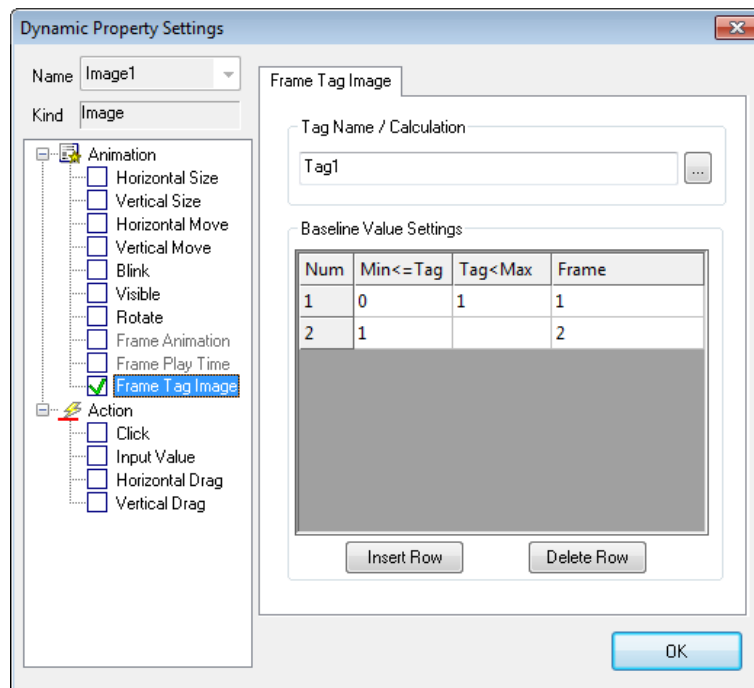 Dynamic Property Settings
Name Image1
Kind Image
Animation
Horizontal Size
Vertical Size
Horizontal Move
Vertical Move
Blink
Visible
Rotate
Frame Animation
Frame Play Time
Frame Tag Image
Action
Click
Input Value
Horizontal Drag
Vertical Drag
Frame Tag Image
Tag Name / Calculation
Tag1 ...
Baseline Value Settings
Num Min<=Tag Tag<Max Frame
1 0 1 1
2 1 2
Insert Row Delete Row
OK